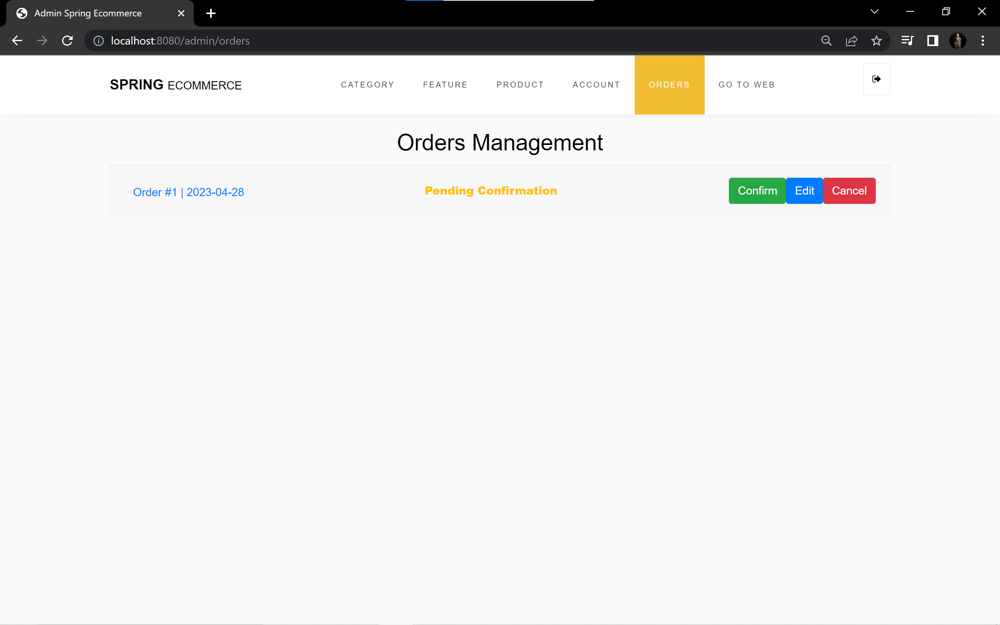 Admin Spring Ecommerce
localhost:8080/admin/orders
SPRING ECOMMERCE CATEGORY FEATURE PRODUCT ACCOUNT ORDERS GO TO WEB
Orders Management
Order #1 | 2023-04-28 Pending Confirmation Confirm Edit Cancel